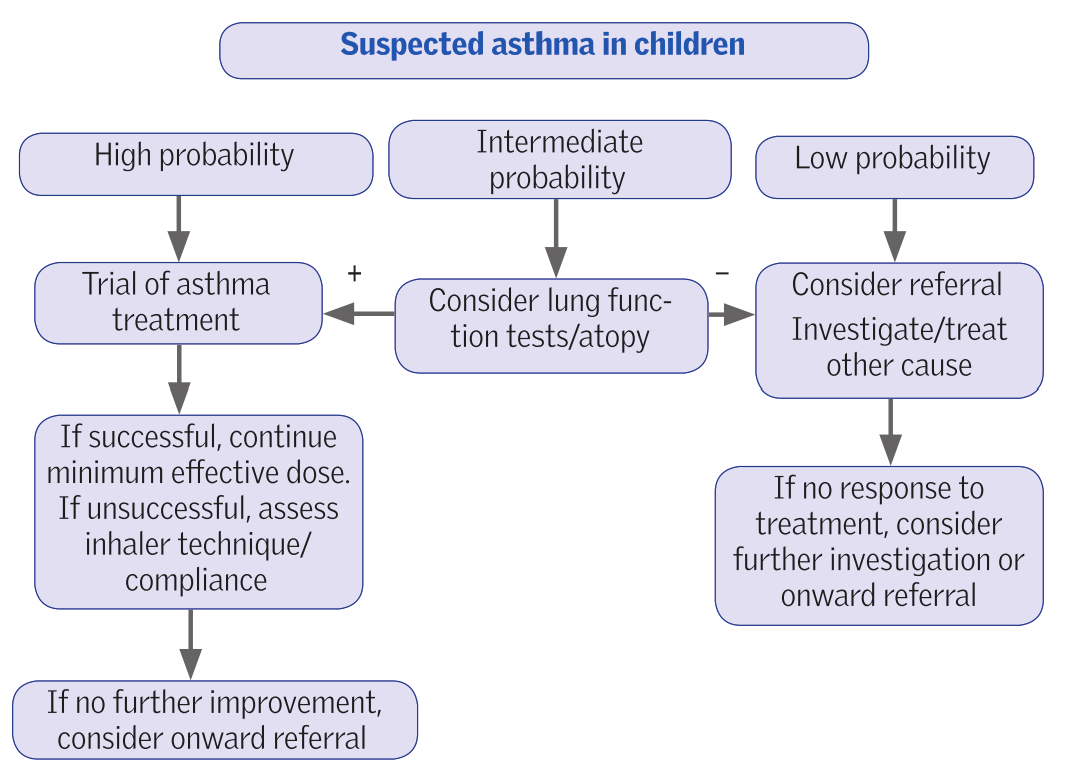 Suspected asthma in children
High probability
Intermediate
probability
Low probability
Trial of asthma
treatment
+
Consider lung func-
tion tests/atopy
–
Consider referral
Investigate/treat
other cause
If successful, continue
minimum effective dose.
If unsuccessful, assess
inhaler technique/
compliance
If no response to
treatment, consider
further investigation or
onward referral
If no further improvement,
consider onward referral